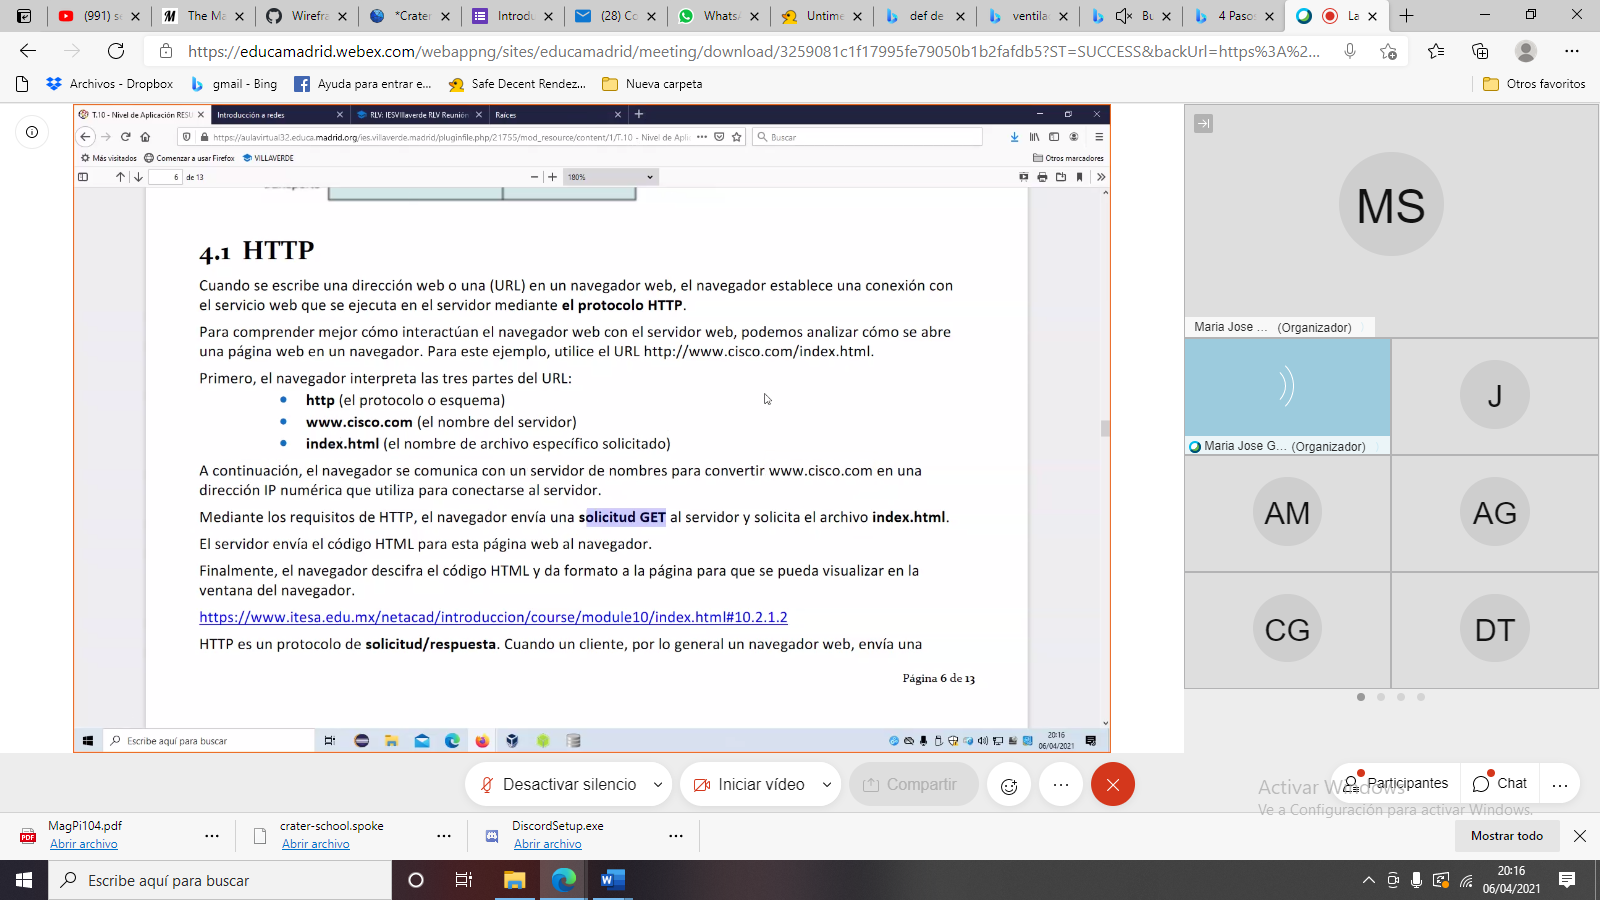 (991) se
The Ma
Wirefra
*Crater
Introdu
(28) Co
WhatsA
Untime
def de
ventila
Bu
4 Pasos
La
https://educamadrid.webex.com/webappng/sites/educamadrid/meeting/download/3259081c1f17995fe79050b1b2fafdb5?ST=SUCCESS&backUrl=https%3A%2...
Archivos - Dropbox
gmail - Bing
Ayuda para entrar e...
Safe Decent Rendez...
Nueva carpeta
Otros favoritos
T.10 - Nivel de Aplicación RESU
Introducción a redes
RLV: IESVillaverde RLV Reunión
Raíces
https://aulavirtual32.educa.madrid.org/ies.villaverde.madrid/pluginfile.php/21755/mod_resource/content/1/T.10 - Nivel de Apli
Buscar
Más visitados
Comenzar a usar Firefox
VILLAVERDE
Otros marcadores
6 de 13
180%
4.1 HTTP
Cuando se escribe una dirección web o una (URL) en un navegador web, el navegador establece una conexión con
el servicio web que se ejecuta en el servidor mediante el protocolo HTTP.
Para comprender mejor cómo interactúan el navegador web con el servidor web, podemos analizar cómo se abre
una página web en un navegador. Para este ejemplo, utilice el URL http://www.cisco.com/index.html.
Primero, el navegador interpreta las tres partes del URL:
• http (el protocolo o esquema)
• www.cisco.com (el nombre del servidor)
• index.html (el nombre de archivo específico solicitado)
A continuación, el navegador se comunica con un servidor de nombres para convertir www.cisco.com en una
dirección IP numérica que utiliza para conectarse al servidor.
Mediante los requisitos de HTTP, el navegador envía una solicitud GET al servidor y solicita el archivo index.html.
El servidor envía el código HTML para esta página web al navegador.
Finalmente, el navegador descifra el código HTML y da formato a la página para que se pueda visualizar en la
ventana del navegador.
https://www.itesa.edu.mx/netacad/introduccion/course/module10/index.html#10.2.1.2
HTTP es un protocolo de solicitud/respuesta. Cuando un cliente, por lo general un navegador web, envía una
Página 6 de 13
Escribe aquí para buscar
20:16
06/04/2021
MS
Maria Jose ... (Organizador)
Maria Jose G... (Organizador)
J
AM
AG
CG
DT
Desactivar silencio
Iniciar vídeo
Compartir
Participantes
Chat
Activar Windows
Ve a Configuración para activar Windows.
MagPi104.pdf
Abrir archivo
crater-school.spoke
Abrir archivo
DiscordSetup.exe
Abrir archivo
Mostrar todo
Escribe aquí para buscar
20:16
06/04/2021